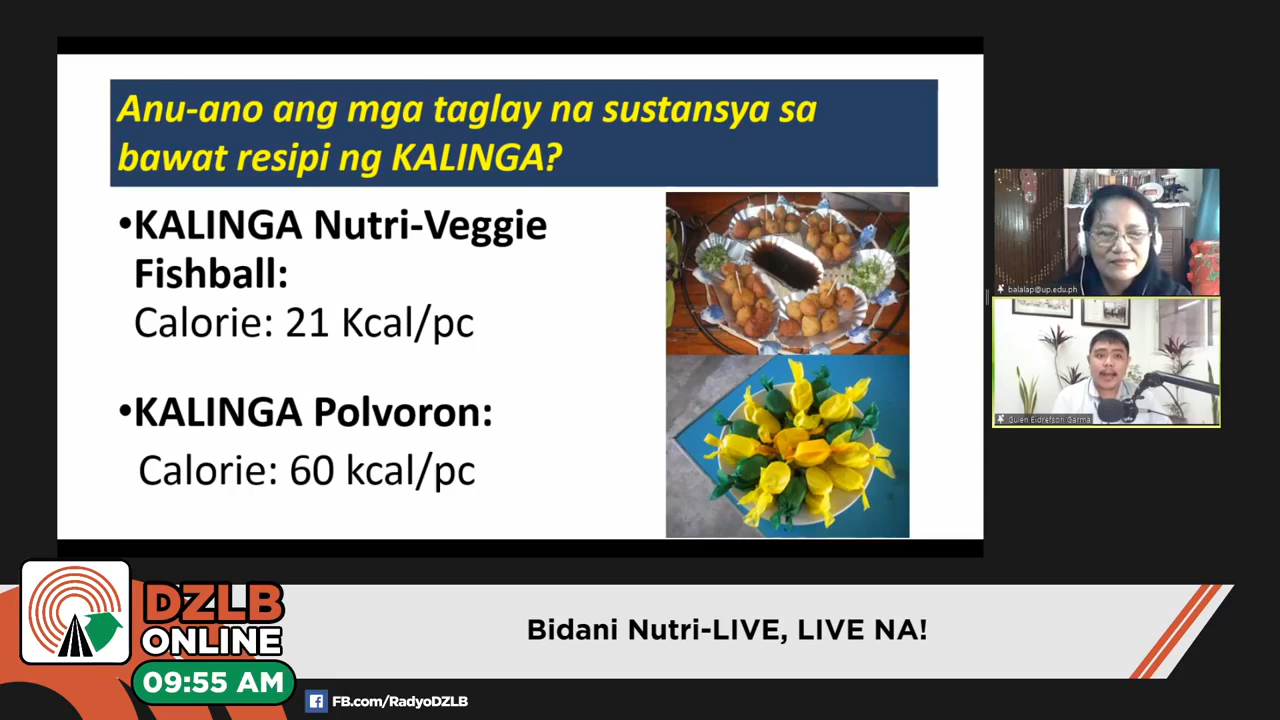 Anu-ano ang mga taglay na sustansya sa
bawat resipi ng KALINGA?
•KALINGA Nutri-Veggie
Fishball:
Calorie: 21 Kcal/pc
•KALINGA Polvoron:
Calorie: 60 kcal/pc
balalap@up.edu.ph
Gulen Eidrefson Garma
DZLB
ONLINE
09:55 AM
Bidani Nutri-LIVE, LIVE NA!
FB.com/RadyoDZLB